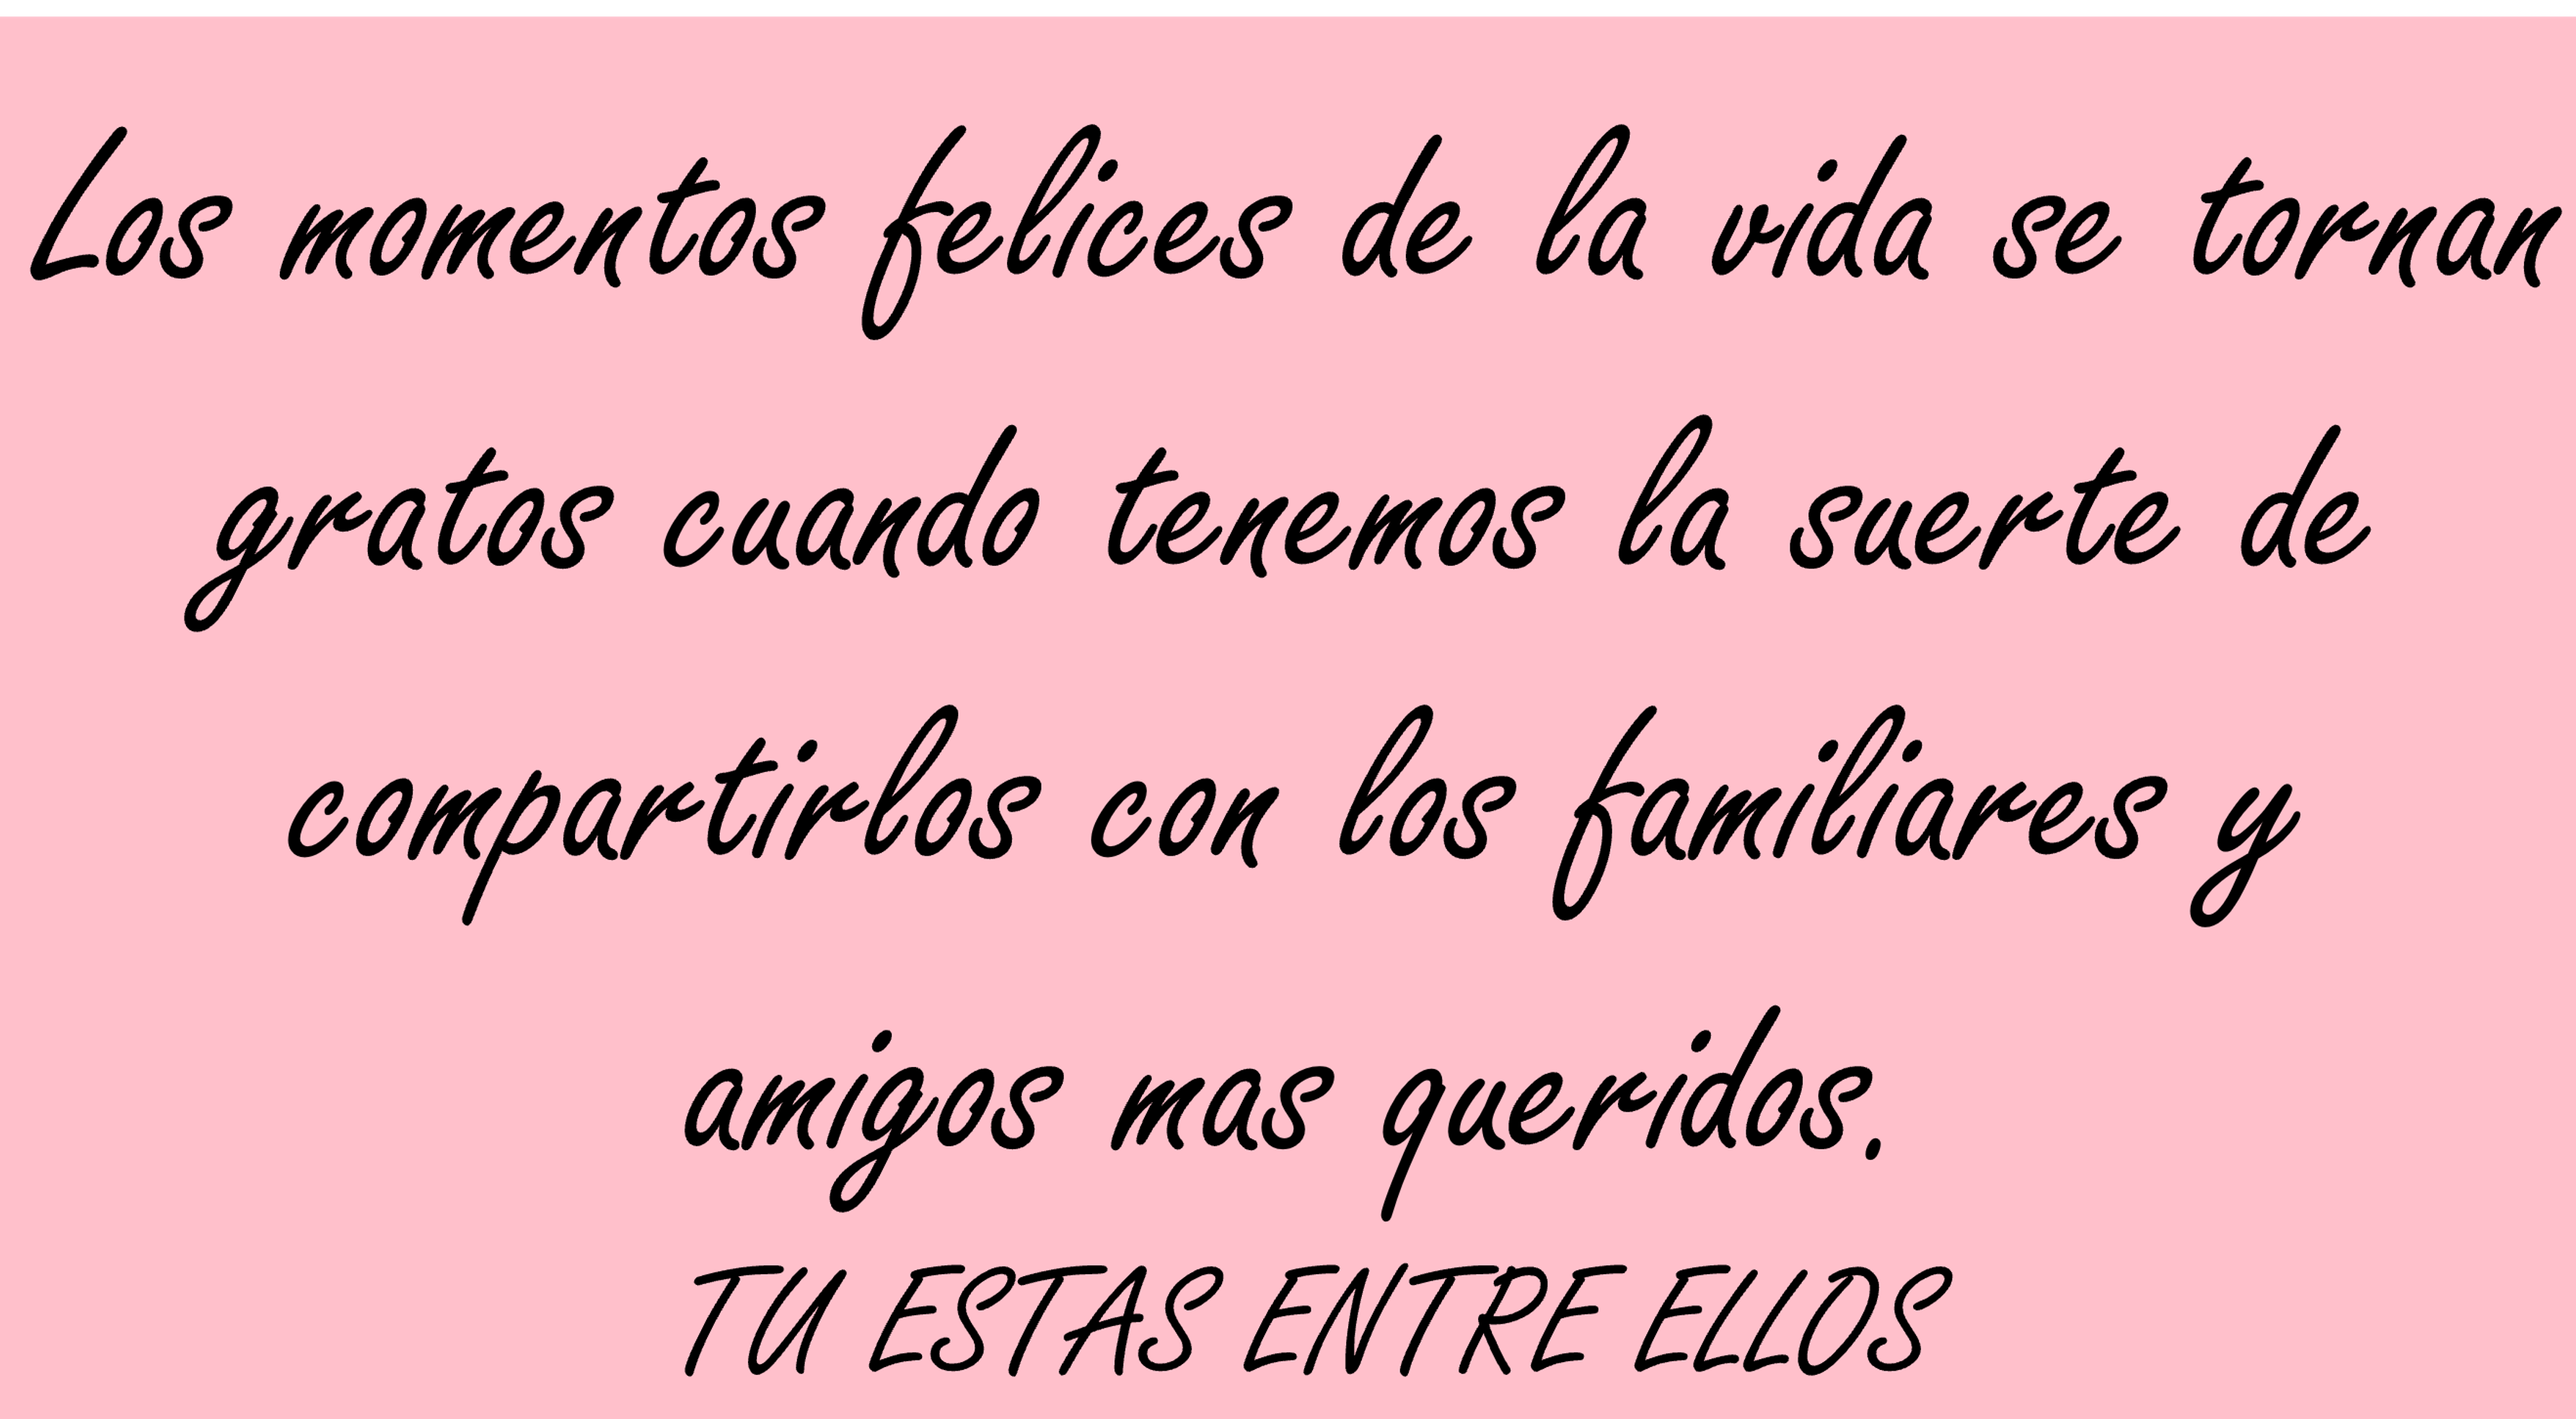 Los momentos felices de la vida se tornan
gratos cuando tenemos la suerte de
compartirlos con los familiares y
amigos mas queridos.
TU ESTAS ENTRE ELLOS